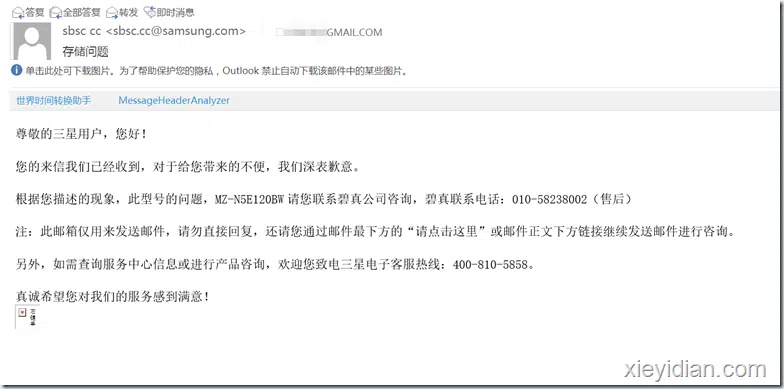 答复 全部答复 转发 即时消息
sbsc cc <sbsc.cc@samsung.com> GMAIL.COM
存储问题
单击此处可下载图片。为了帮助保护您的隐私，Outlook 禁止自动下载该邮件中的某些图片。
世界时间转换助手 MessageHeaderAnalyzer
尊敬的三星用户，您好！
您的来信我们已经收到，对于给您带来的不便，我们深表歉意。
根据您描述的现象，此型号的问题，MZ-N5E120BW 请您联系碧真公司咨询，碧真联系电话：010-58238002（售后）
注：此邮箱仅用来发送邮件，请勿直接回复，还请您通过邮件最下方的“请点击这里”或邮件正文下方链接继续发送邮件进行咨询。
另外，如需查询服务中心信息或进行产品咨询，欢迎您致电三星电子客服热线：400-810-5858。
真诚希望您对我们的服务感到满意！
xieyidian.com